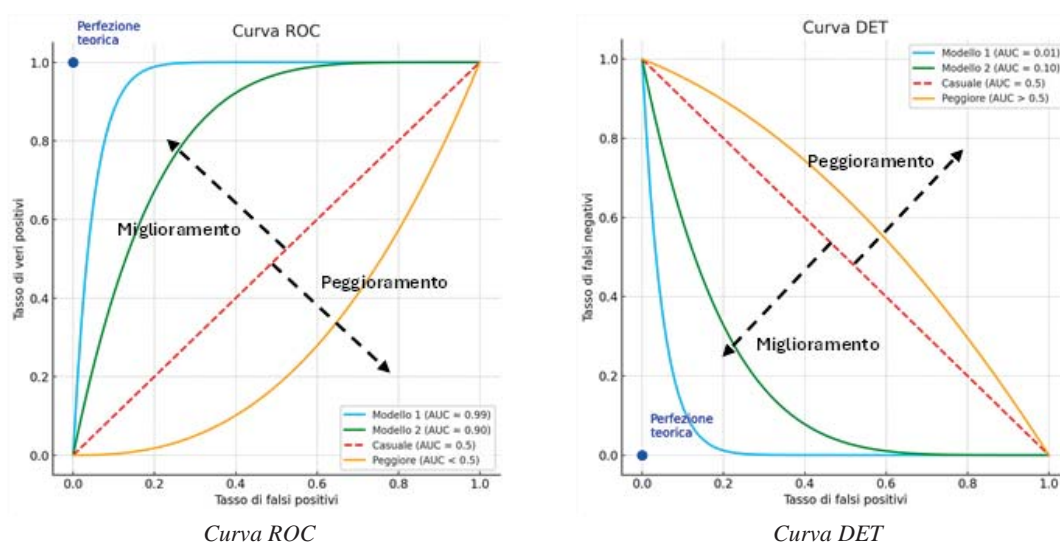 Perfezione
teorica
Curva ROC
1.0
0.8
0.6
0.4
0.2
0.0
Tasso di veri positivi
Miglioramento
Peggioramento
Modello 1 (AUC ≈ 0.99)
Modello 2 (AUC ≈ 0.90)
Casuale (AUC = 0.5)
Peggiore (AUC < 0.5)
0.0 0.2 0.4 0.6 0.8 1.0
Tasso di falsi positivi
Curva ROC
Curva DET
1.0
0.8
0.6
0.4
0.2
0.0
Tasso di falsi negativi
Modello 1 (AUC ≈ 0.01)
Modello 2 (AUC ≈ 0.10)
Casuale (AUC = 0.5)
Peggiore (AUC > 0.5)
Peggioramento
Miglioramento
Perfezione
teorica
0.0 0.2 0.4 0.6 0.8 1.0
Tasso di falsi positivi
Curva DET